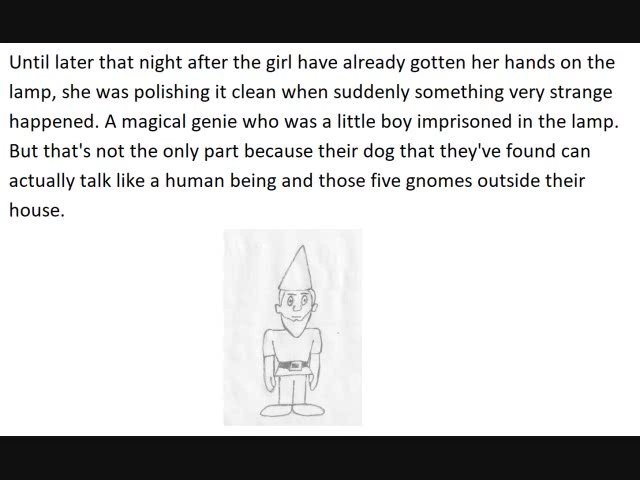 Until later that night after the girl have already gotten her hands on the
lamp, she was polishing it clean when suddenly something very strange
happened. A magical genie who was a little boy imprisoned in the lamp.
But that's not the only part because their dog that they've found can
actually talk like a human being and those five gnomes outside their
house.